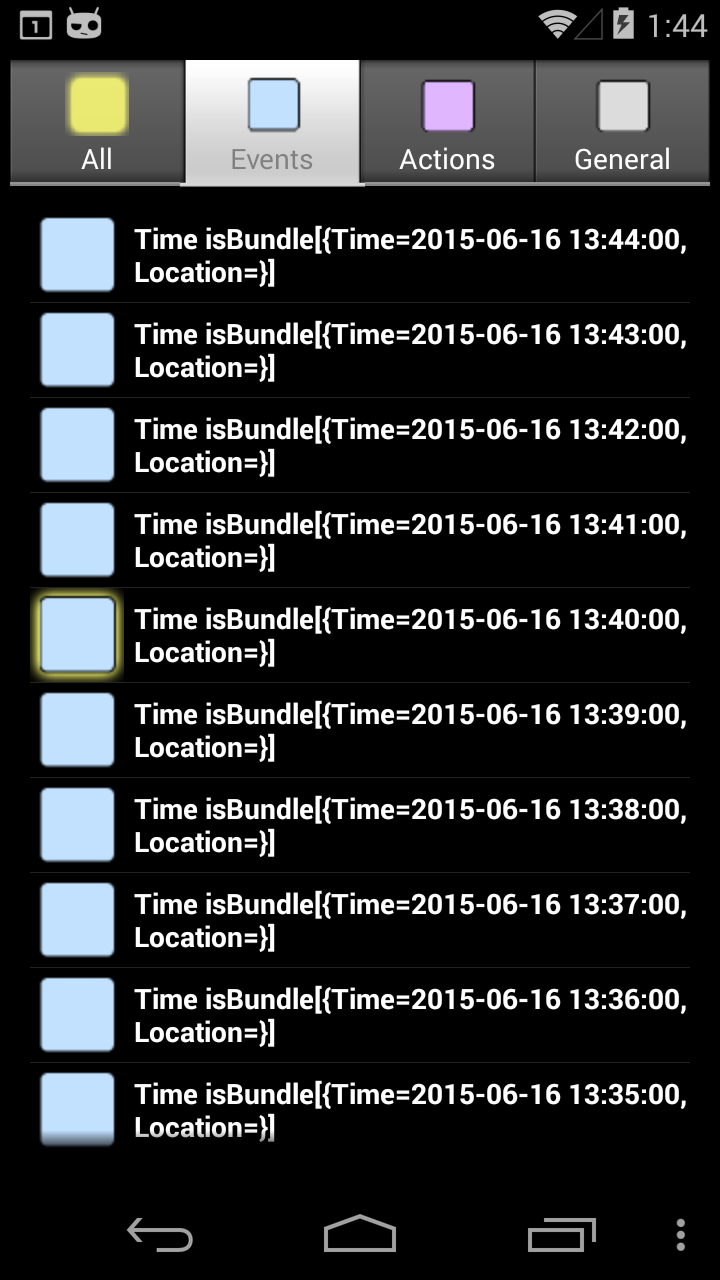 1 1:44
All Events Actions General
Time isBundle[{Time=2015-06-16 13:44:00,
Location=}]
Time isBundle[{Time=2015-06-16 13:43:00,
Location=}]
Time isBundle[{Time=2015-06-16 13:42:00,
Location=}]
Time isBundle[{Time=2015-06-16 13:41:00,
Location=}]
Time isBundle[{Time=2015-06-16 13:40:00,
Location=}]
Time isBundle[{Time=2015-06-16 13:39:00,
Location=}]
Time isBundle[{Time=2015-06-16 13:38:00,
Location=}]
Time isBundle[{Time=2015-06-16 13:37:00,
Location=}]
Time isBundle[{Time=2015-06-16 13:36:00,
Location=}]
Time isBundle[{Time=2015-06-16 13:35:00,
Location=}]